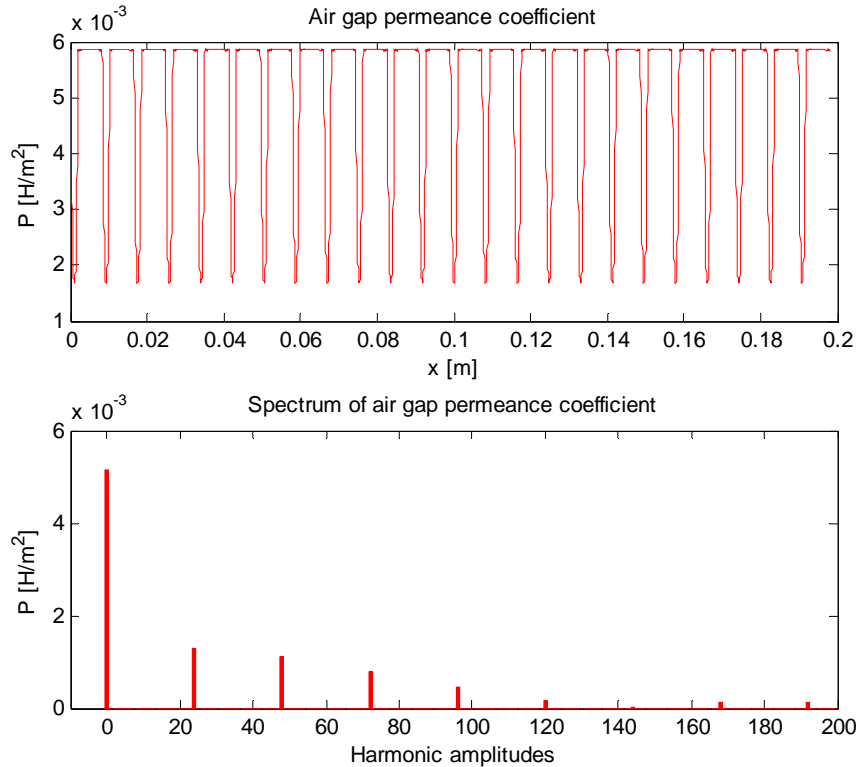 Air gap permeance coefficient
x 10^-3
6
5
4
3
2
1
P [H/m²]
0 0.02 0.04 0.06 0.08 0.1 0.12 0.14 0.16 0.18 0.2
x [m]
Spectrum of air gap permeance coefficient
x 10^-3
6
4
2
0
P [H/m²]
0 20 40 60 80 100 120 140 160 180 200
Harmonic amplitudes